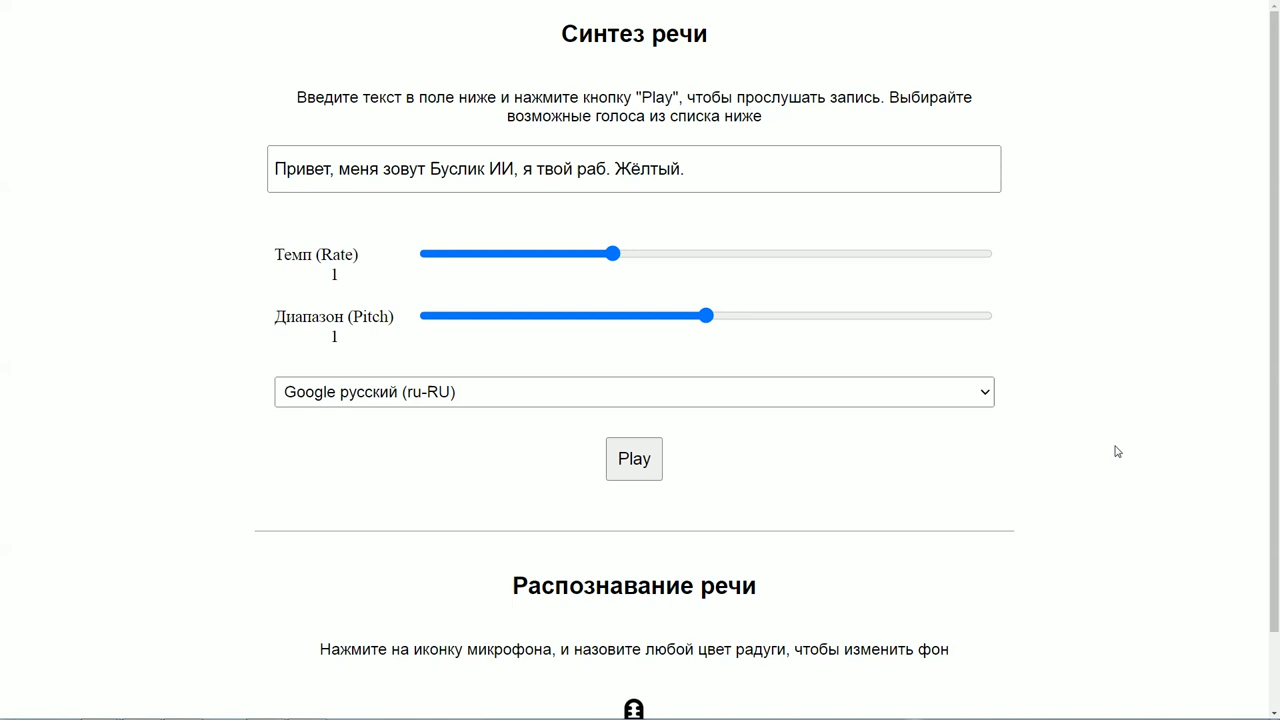 Синтез речи
Введите текст в поле ниже и нажмите кнопку "Play", чтобы прослушать запись. Выбирайте
возможные голоса из списка ниже
Привет, меня зовут Буслик ИИ, я твой раб. Жёлтый.
Темп (Rate)
1
Диапазон (Pitch)
1
Google русский (ru-RU)
Play
Распознавание речи
Нажмите на иконку микрофона, и назовите любой цвет радуги, чтобы изменить фон